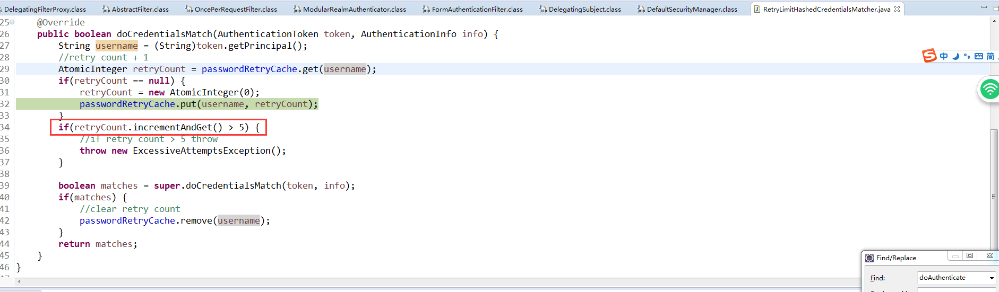 DelegatingFilterProxy.class AbstractFilter.class OncePerRequestFilter.class ModularRealmAuthenticator.class FormAuthenticationFilter.class DelegatingSubject.class DefaultSecurityManager.class RetryLimitHashedCredentialsMatcher.java
25 @Override
26 public boolean doCredentialsMatch(AuthenticationToken token, AuthenticationInfo info) {
27 String username = (String)token.getPrincipal();
28 //retry count + 1
29 AtomicInteger retryCount = passwordRetryCache.get(username);
30 if(retryCount == null) {
31 retryCount = new AtomicInteger(0);
32 passwordRetryCache.put(username, retryCount);
33 }
34 if(retryCount.incrementAndGet() > 5) {
35 //if retry count > 5 throw
36 throw new ExcessiveAttemptsException();
37 }
38
39 boolean matches = super.doCredentialsMatch(token, info);
40 if(matches) {
41 //clear retry count
42 passwordRetryCache.remove(username);
43 }
44 return matches;
45 }
46 }
中 简
Find/Replace
Find: doAuthenticate